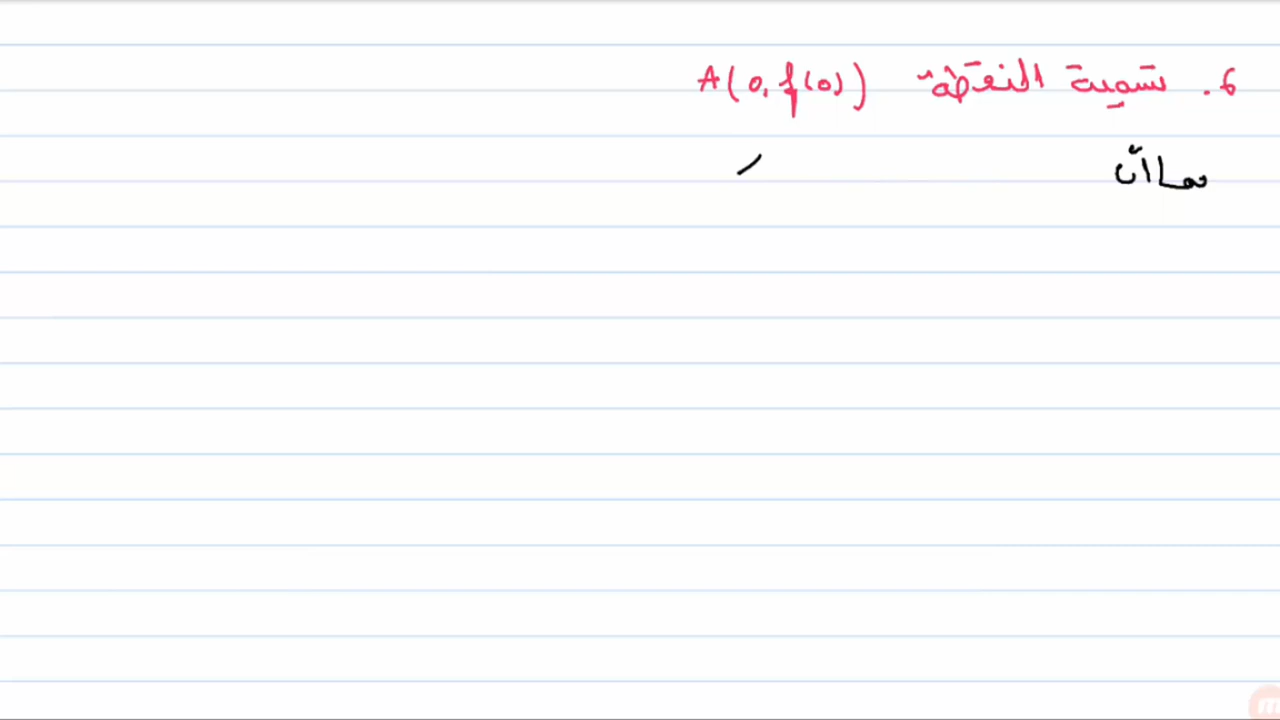 6. تسمية النقطة A(0, f(0))
بما أنّ